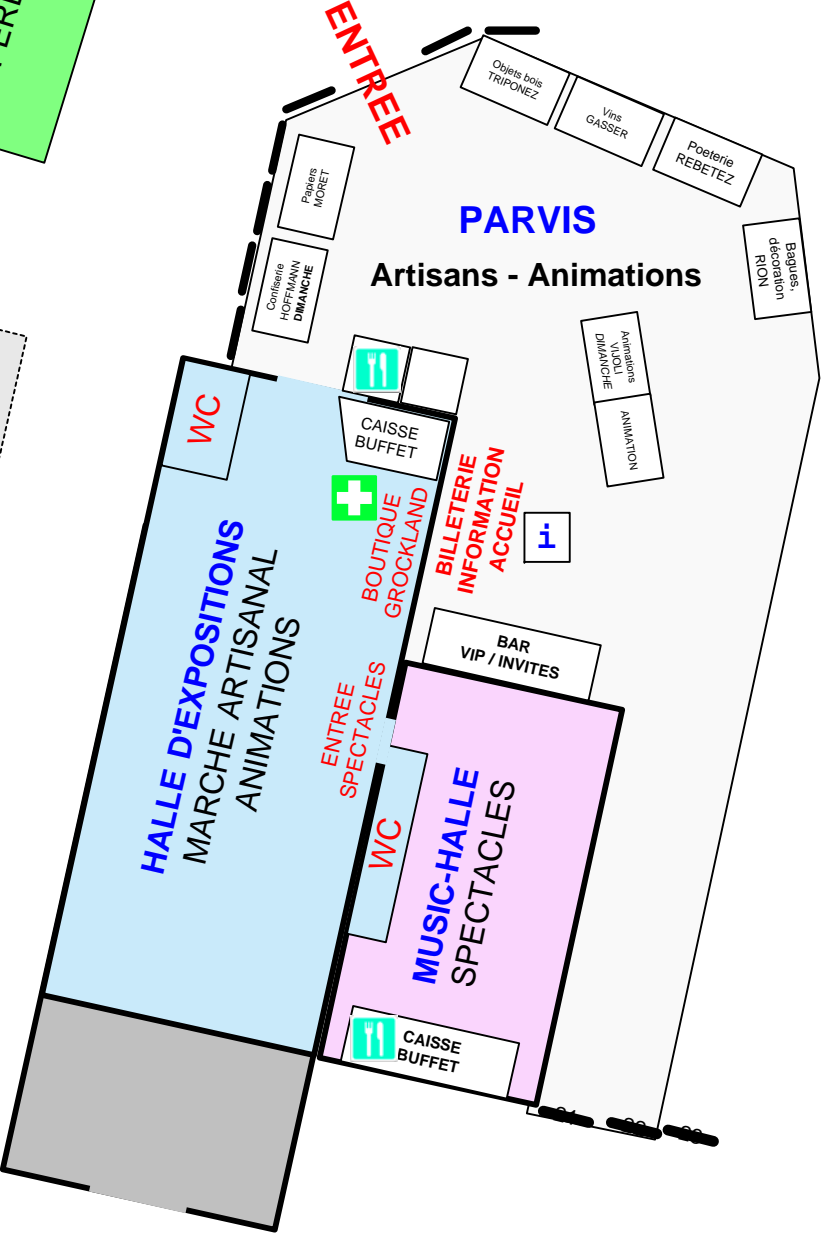 ENTREE
Objets bois
TRIPONEZ
Vins
GASSER
Poeterie
REBETEZ
Papiers
MORET
PARVIS
Artisans - Animations
Bagues,
décoration
RION
Confiserie
HOFFMANN
DIMANCHE
Animations
VIJOLI
DIMANCHE
ANIMATION
WC
CAISSE
BUFFET
BOUTIQUE
GROCKLAND
BILLETERIE
INFORMATION
ACCUEIL
i
BAR
VIP / INVITES
HALLE D'EXPOSITIONS
MARCHE ARTISANAL
ANIMATIONS
ENTREE
SPECTACLES
WC
MUSIC-HALLE
SPECTACLES
CAISSE
BUFFET